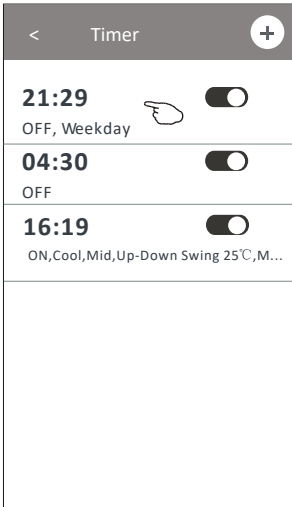 < Timer +
21:29
OFF, Weekday
04:30
OFF
16:19
ON,Cool,Mid,Up-Down Swing 25℃,M...